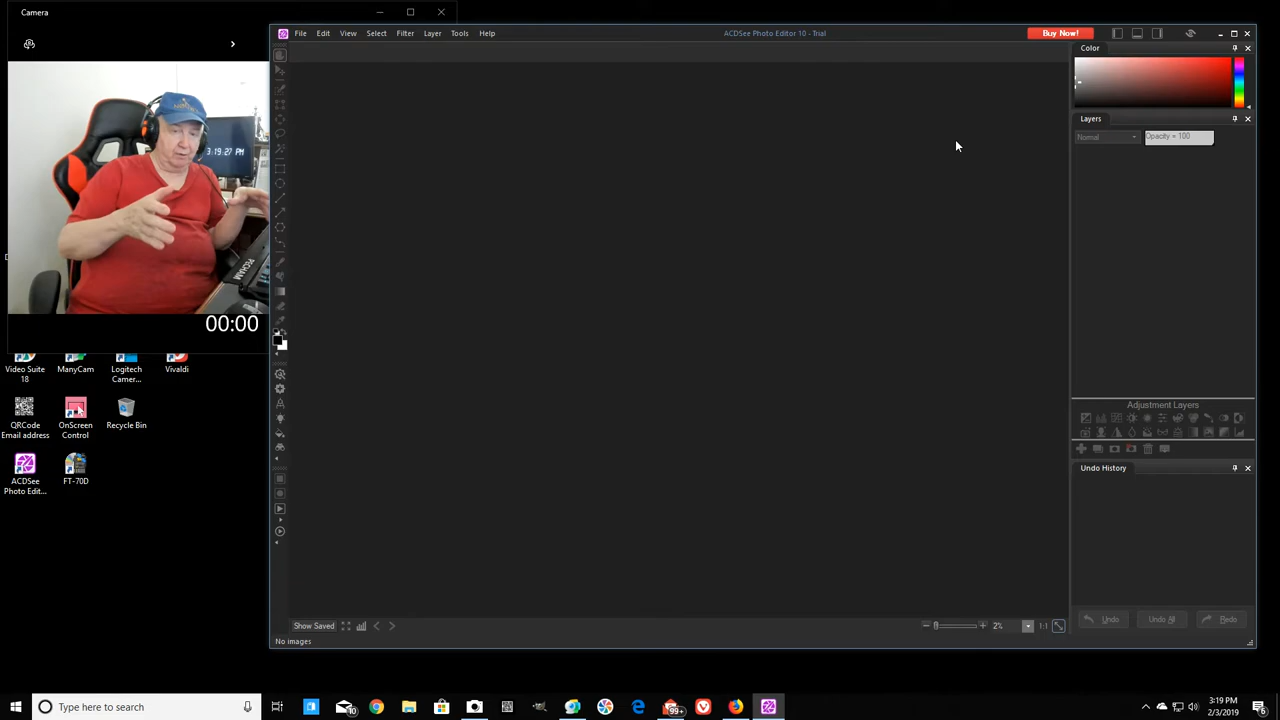 Camera
3:19:27 PM
00:00
File Edit View Select Filter Layer Tools Help
ACDSee Photo Editor 10 - Trial
Buy Now!
Color
Layers
Normal
Opacity = 100
Adjustment Layers
Undo History
Undo
Undo All
Redo
Show Saved
2%
1:1
No images
Video Suite 18
ManyCam
Logitech Camer...
Vivaldi
QRCode Email address
OnScreen Control
Recycle Bin
ACDSee Photo Edit...
FT-70D
Type here to search
10
99+
3:19 PM
2/3/2019